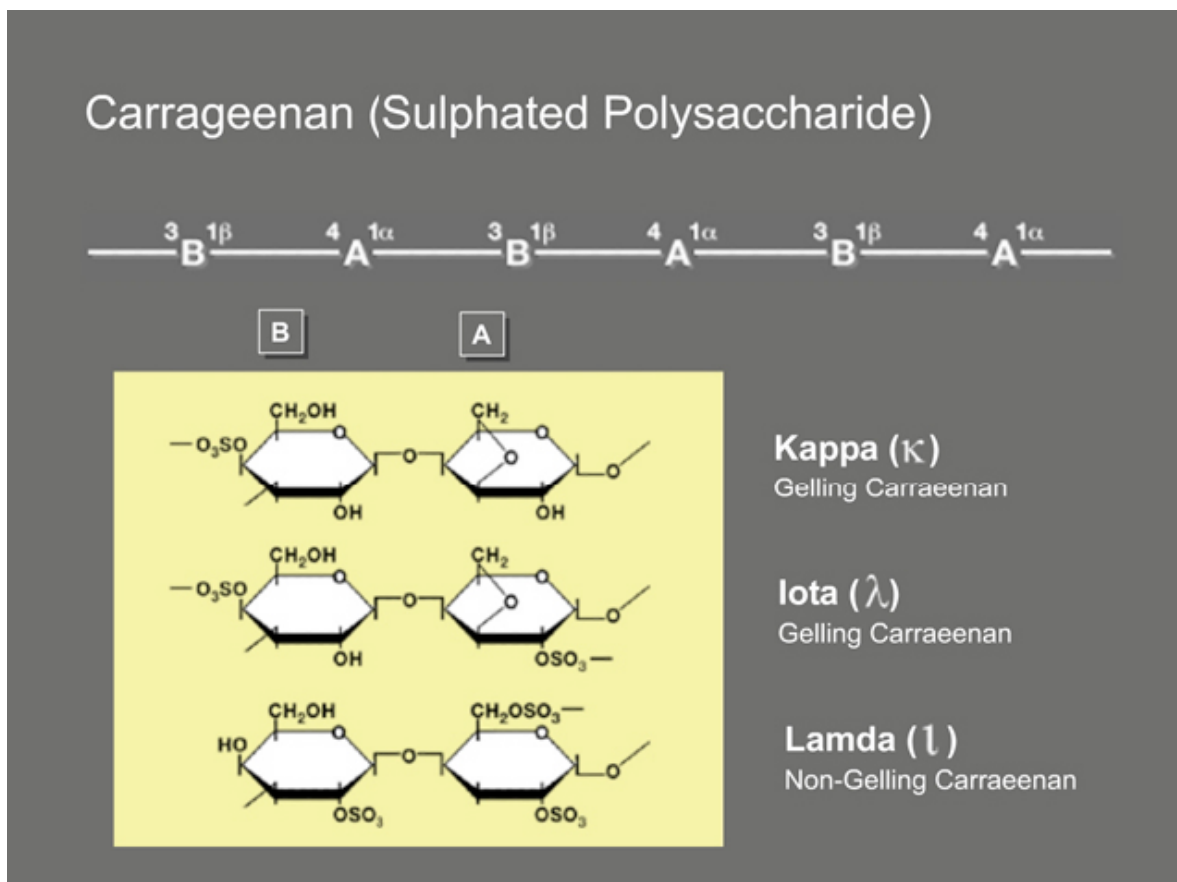 Carrageenan (Sulphated Polysaccharide)
3B1β 4A1α 3B1β 4A1α 3B1β 4A1α
B A
CH2OH CH2
—O3SO O O O O O
OH OH
Kappa (κ)
Gelling Carraeenan
CH2OH CH2
—O3SO O O O O O
OH OSO3—
Iota (λ)
Gelling Carraeenan
CH2OH CH2OSO3—
HO O O O O
OSO3 OSO3
Lamda (ι)
Non-Gelling Carraeenan